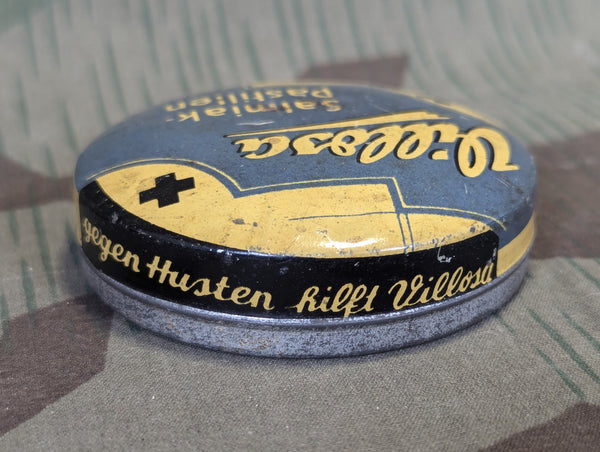 Villosa
Salmiak-
Pastillen
gegen Husten hilft Villosa